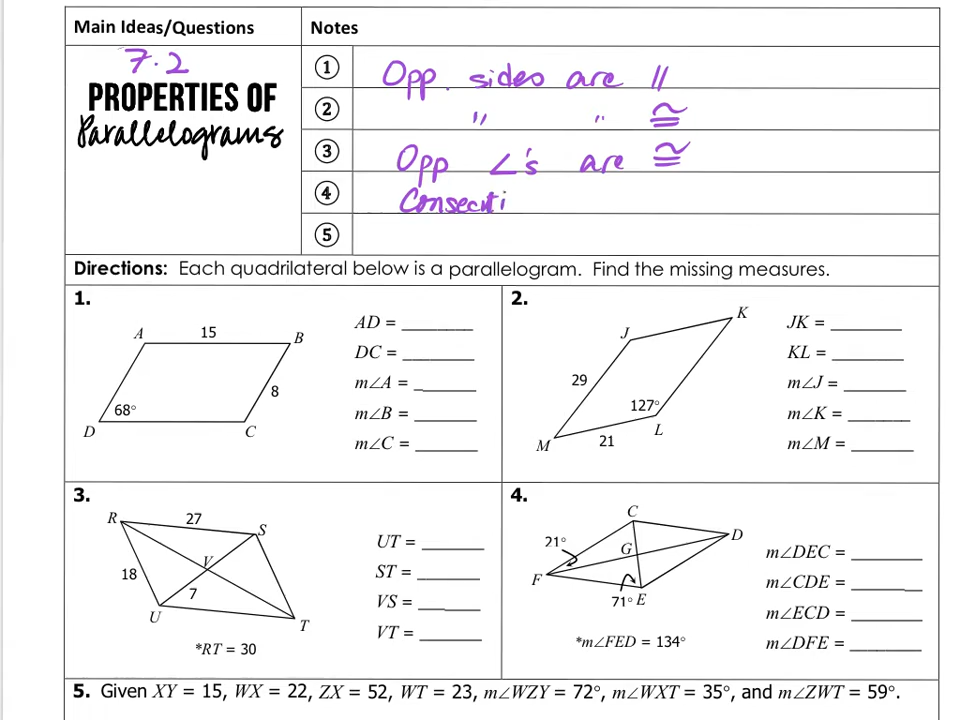 Main Ideas/Questions
Notes
7.2
PROPERTIES OF
Parallelograms
① Opp. sides are //
② " " ≅
③ Opp ∠'s are ≅
④ Consecuti
⑤
Directions: Each quadrilateral below is a parallelogram. Find the missing measures.
1.
A
15
B
8
68°
D
C
AD = ________
DC = ________
m∠A = ________
m∠B = ________
m∠C = ________
2.
K
J
29
127°
L
M
21
JK = ________
KL = ________
m∠J = ________
m∠K = ________
m∠M = ________
3.
R
27
S
V
18
7
U
T
*RT = 30
UT = ________
ST = ________
VS = ________
VT = ________
4.
C
D
21°
G
F
71° E
*m∠FED = 134°
m∠DEC = ________
m∠CDE = ________
m∠ECD = ________
m∠DFE = ________
5. Given XY = 15, WX = 22, ZX = 52, WT = 23, m∠WZY = 72°, m∠WXT = 35°, and m∠ZWT = 59°.